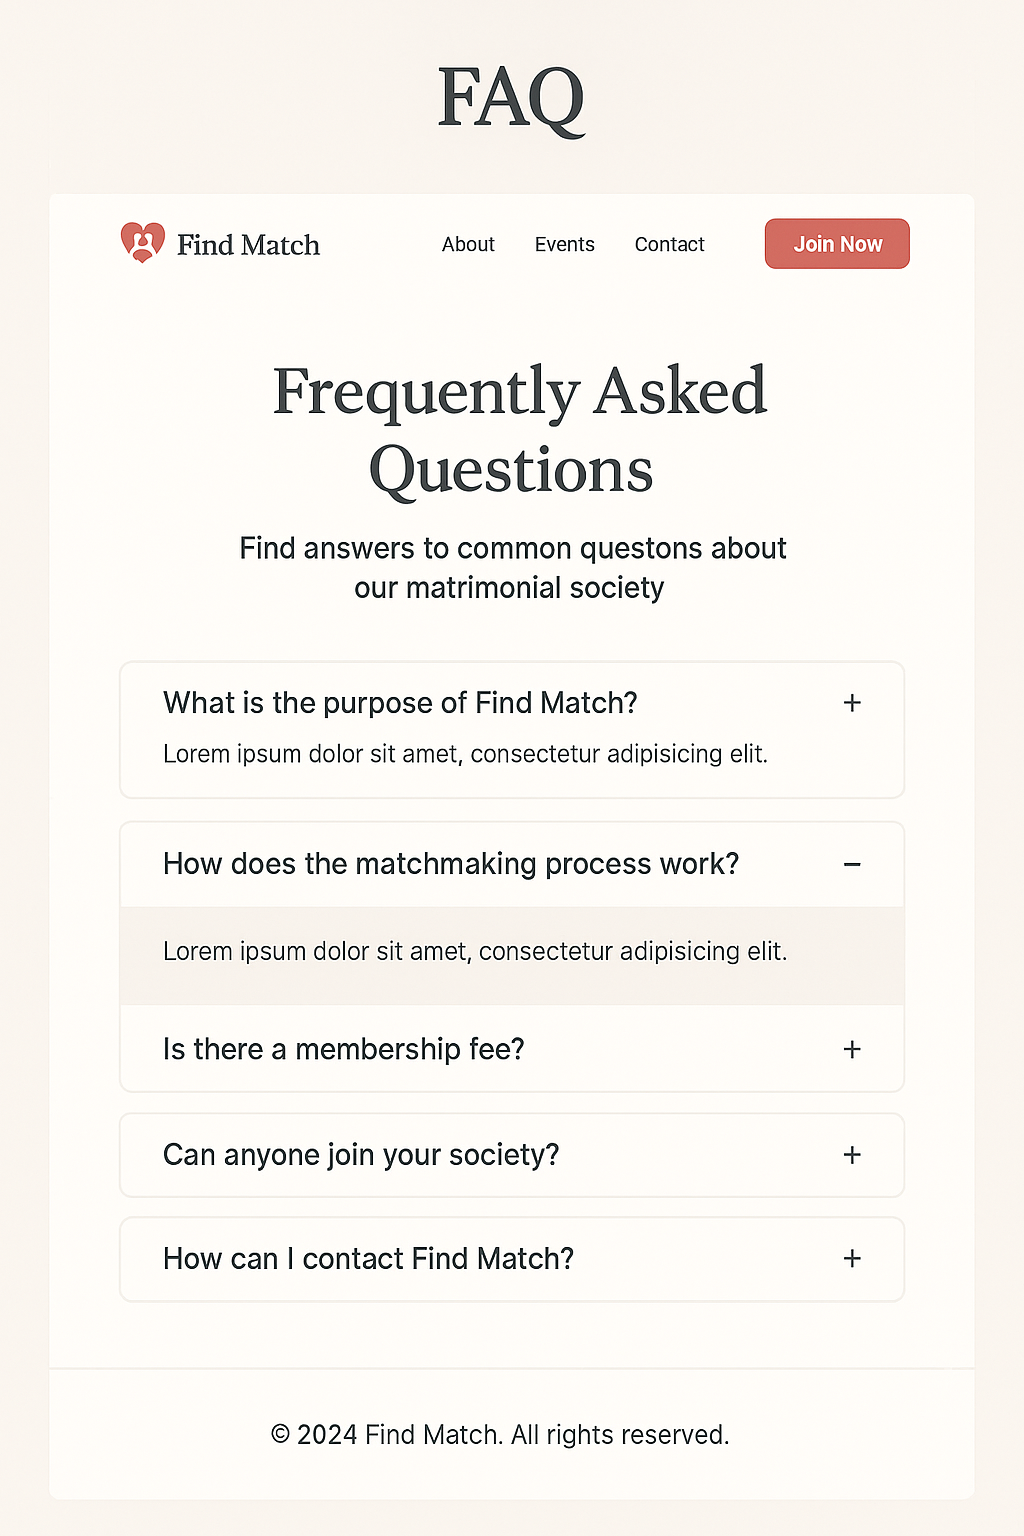 FAQ
Find Match
About Events Contact Join Now
Frequently Asked
Questions
Find answers to common questons about
our matrimonial society
What is the purpose of Find Match? +
Lorem ipsum dolor sit amet, consectetur adipisicing elit.
How does the matchmaking process work? −
Lorem ipsum dolor sit amet, consectetur adipisicing elit.
Is there a membership fee? +
Can anyone join your society? +
How can I contact Find Match? +
© 2024 Find Match. All rights reserved.